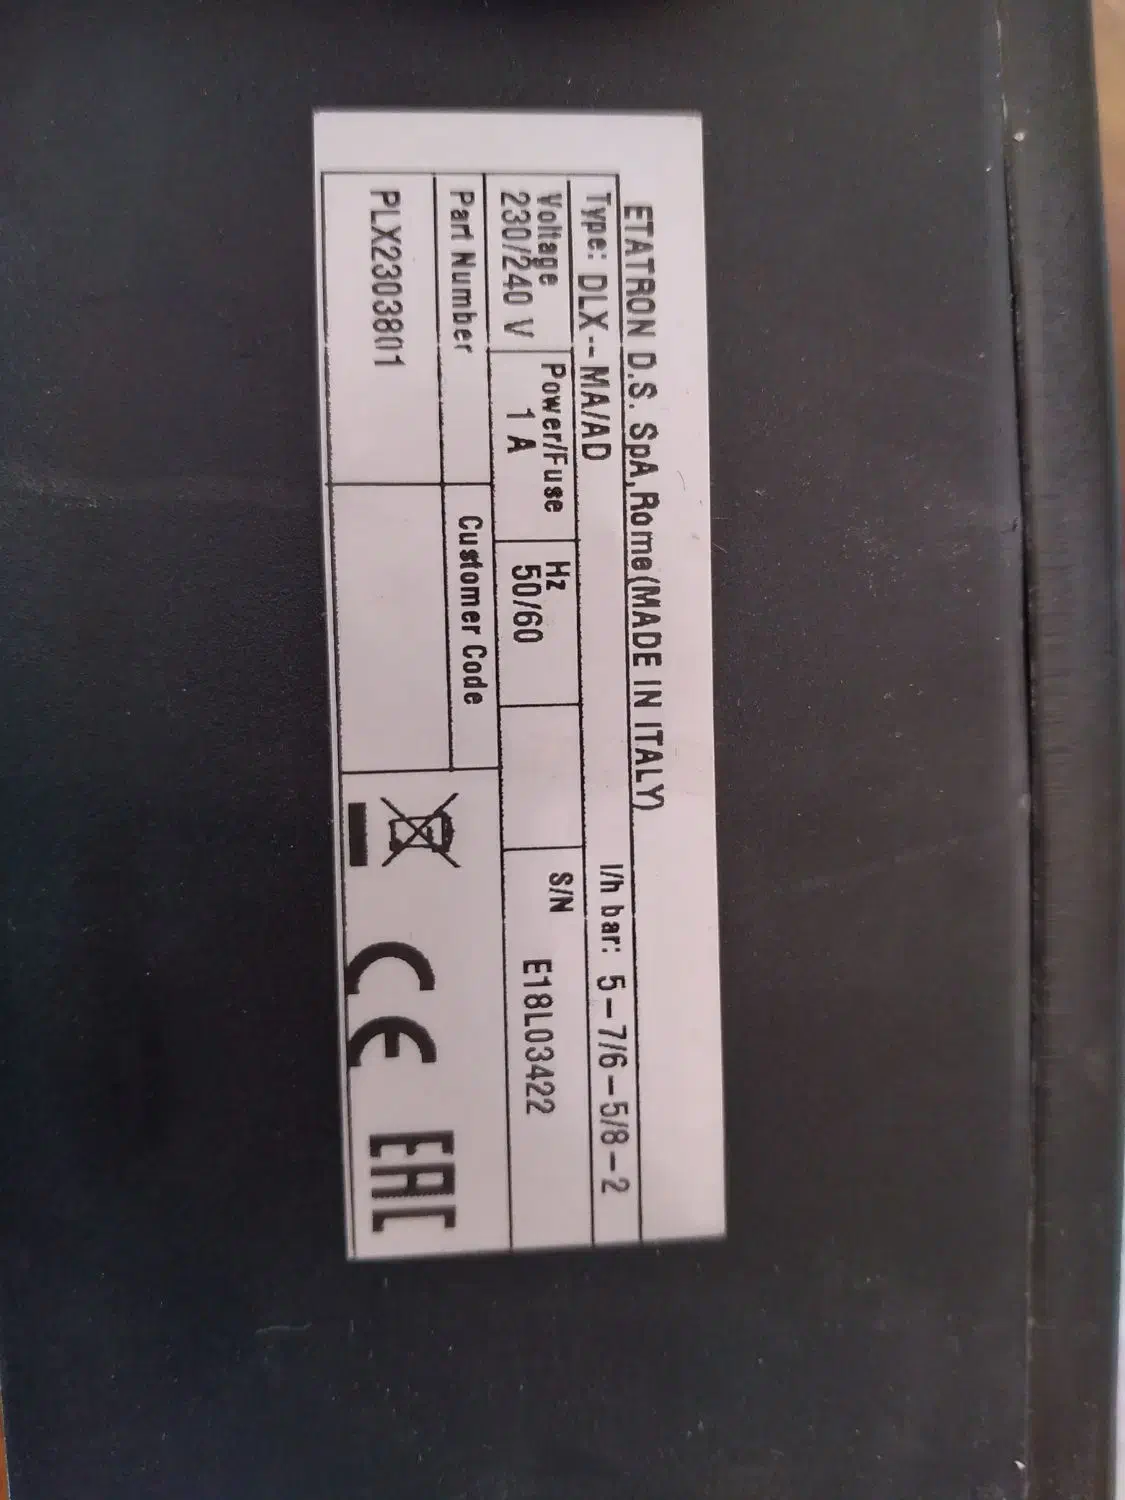 ETATRON D.S. SpA. Rome (MADE IN ITALY)
Type: DLX -- MA/AD l/h bar: 5-7/6-5/8-2
Voltage Power/Fuse Hz S/N
230/240 V 1 A 50/60 E18L03422
Part Number Customer Code
PLX2303801
CE EAC